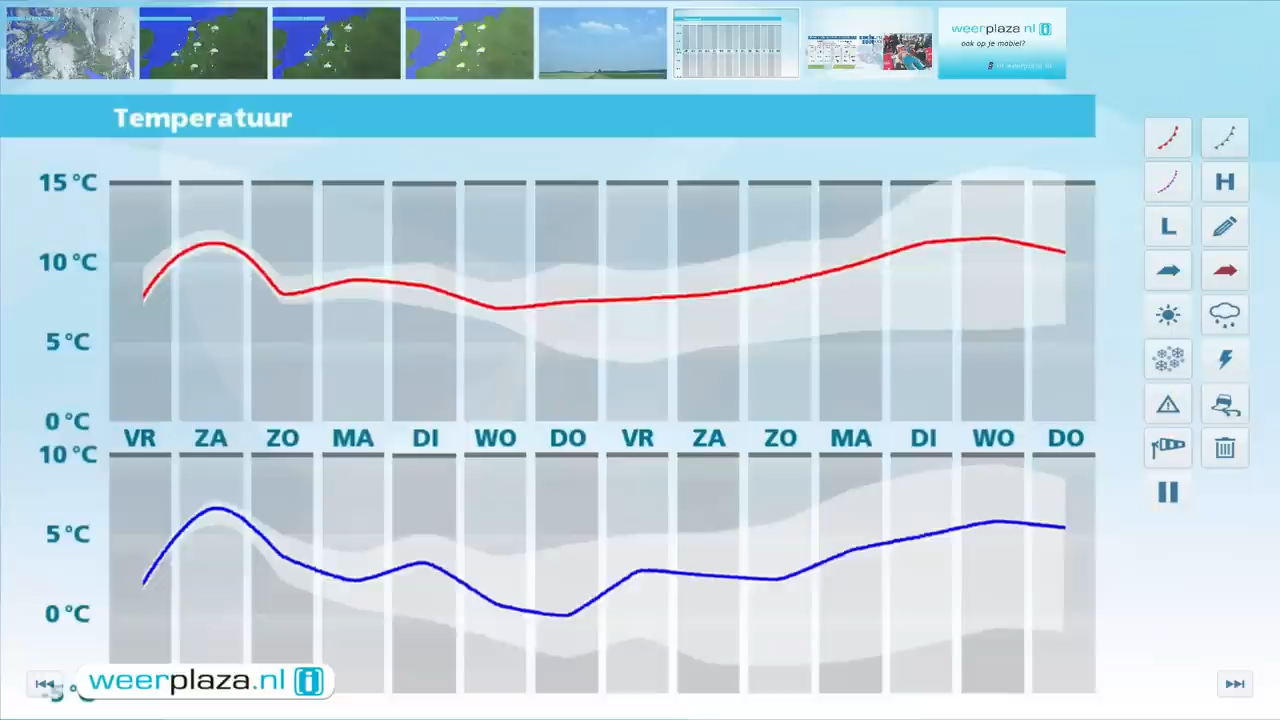 weerplaza.nl [i]
ook op je mobiel?
Temperatuur
15 °C
10 °C
5 °C
0 °C
VR ZA ZO MA DI WO DO VR ZA ZO MA DI WO DO
10 °C
5 °C
0 °C
-5 °C
H
L
weerplaza.nl [i]